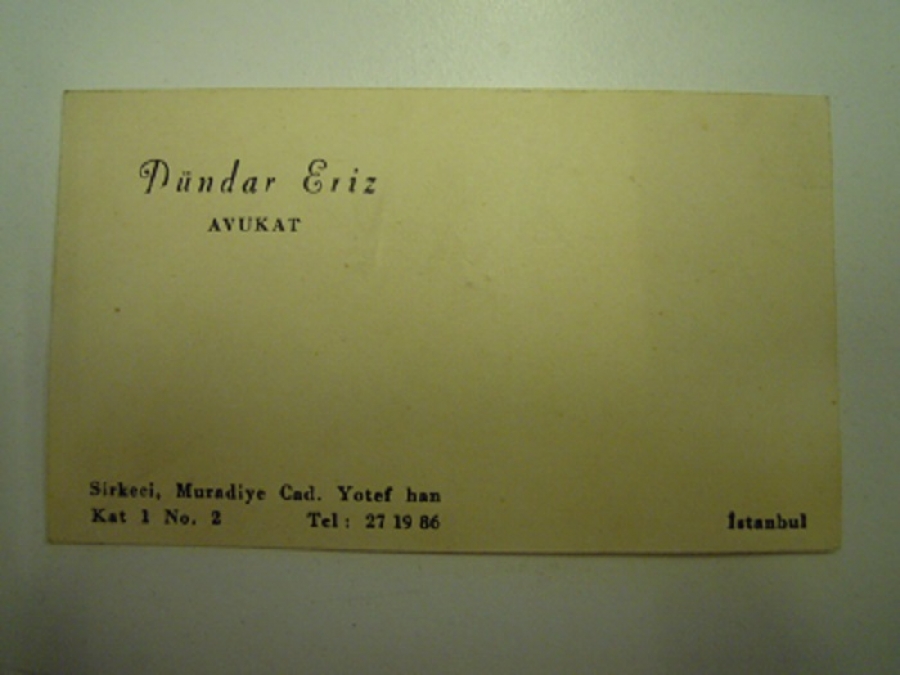 Dündar Eriz
AVUKAT
Sirkeci, Muradiye Cad. Yotef han
Kat 1 No. 2 Tel: 27 19 86
İstanbul